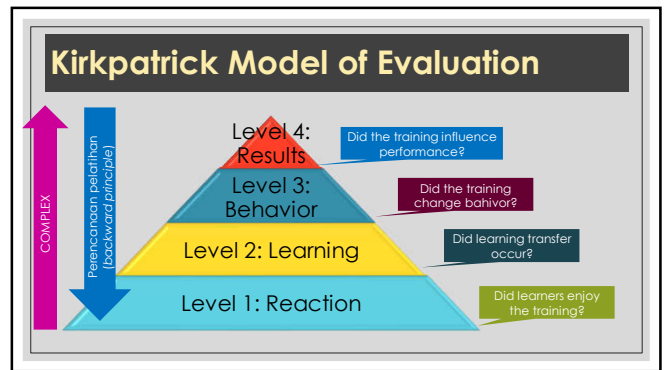 Kirkpatrick Model of Evaluation
COMPLEX
Perencanaan pelatihan
(backward principle)
Level 4:
Results
Did the training influence
performance?
Level 3:
Behavior
Did the training
change bahivor?
Level 2: Learning
Did learning transfer
occur?
Level 1: Reaction
Did learners enjoy
the training?